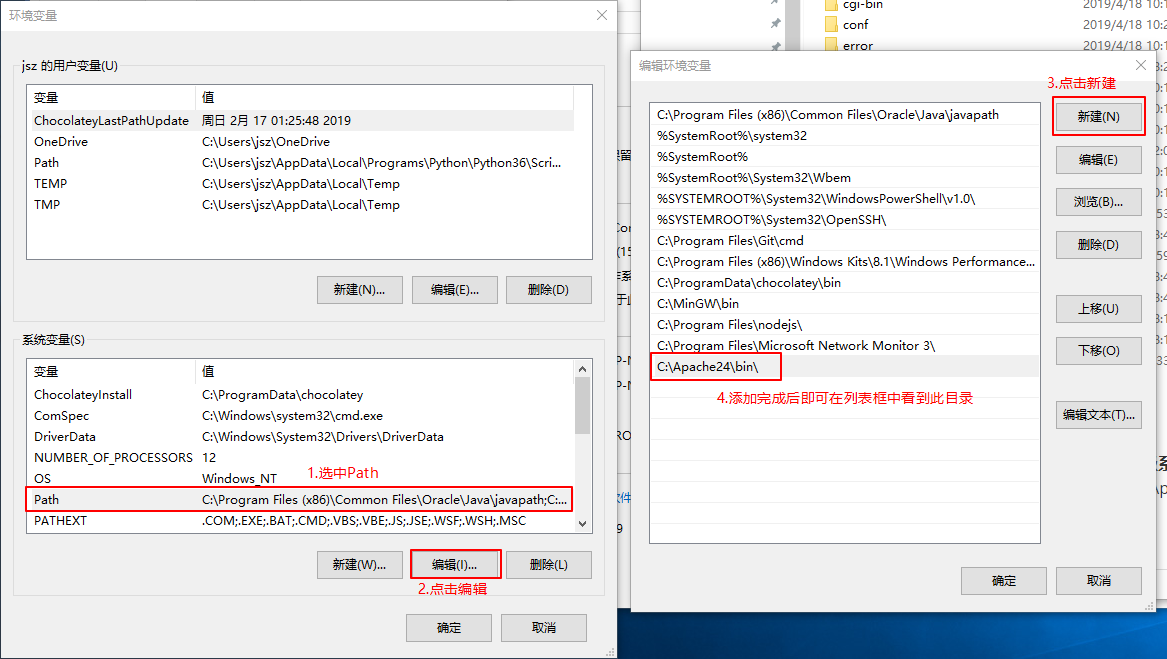 环境变量
jsz 的用户变量(U)
变量 值
ChocolateyLastPathUpdate 周日 2月 17 01:25:48 2019
OneDrive C:\Users\jsz\OneDrive
Path C:\Users\jsz\AppData\Local\Programs\Python\Python36\Scri...
TEMP C:\Users\jsz\AppData\Local\Temp
TMP C:\Users\jsz\AppData\Local\Temp
新建(N)... 编辑(E)... 删除(D)
系统变量(S)
变量 值
ChocolateyInstall C:\ProgramData\chocolatey
ComSpec C:\Windows\system32\cmd.exe
DriverData C:\Windows\System32\Drivers\DriverData
NUMBER_OF_PROCESSORS 12
OS Windows_NT
1.选中Path
Path C:\Program Files (x86)\Common Files\Oracle\Java\javapath;C:...
PATHEXT .COM;.EXE;.BAT;.CMD;.VBS;.VBE;.JS;.JSE;.WSF;.WSH;.MSC
新建(W)... 编辑(I)... 删除(L)
2.点击编辑
确定 取消
cgi-bin
conf 2019/4/18 10:2
error
编辑环境变量
3.点击新建
C:\Program Files (x86)\Common Files\Oracle\Java\javapath
%SystemRoot%\system32
%SystemRoot%
%SystemRoot%\System32\Wbem
%SYSTEMROOT%\System32\WindowsPowerShell\v1.0\
%SYSTEMROOT%\System32\OpenSSH\
C:\Program Files\Git\cmd
C:\Program Files (x86)\Windows Kits\8.1\Windows Performance...
C:\ProgramData\chocolatey\bin
C:\MinGW\bin
C:\Program Files\nodejs\
C:\Program Files\Microsoft Network Monitor 3\
C:\Apache24\bin\
4.添加完成后即可在列表框中看到此目录
新建(N)
编辑(E)
浏览(B)...
删除(D)
上移(U)
下移(O)
编辑文本(T)...
确定 取消